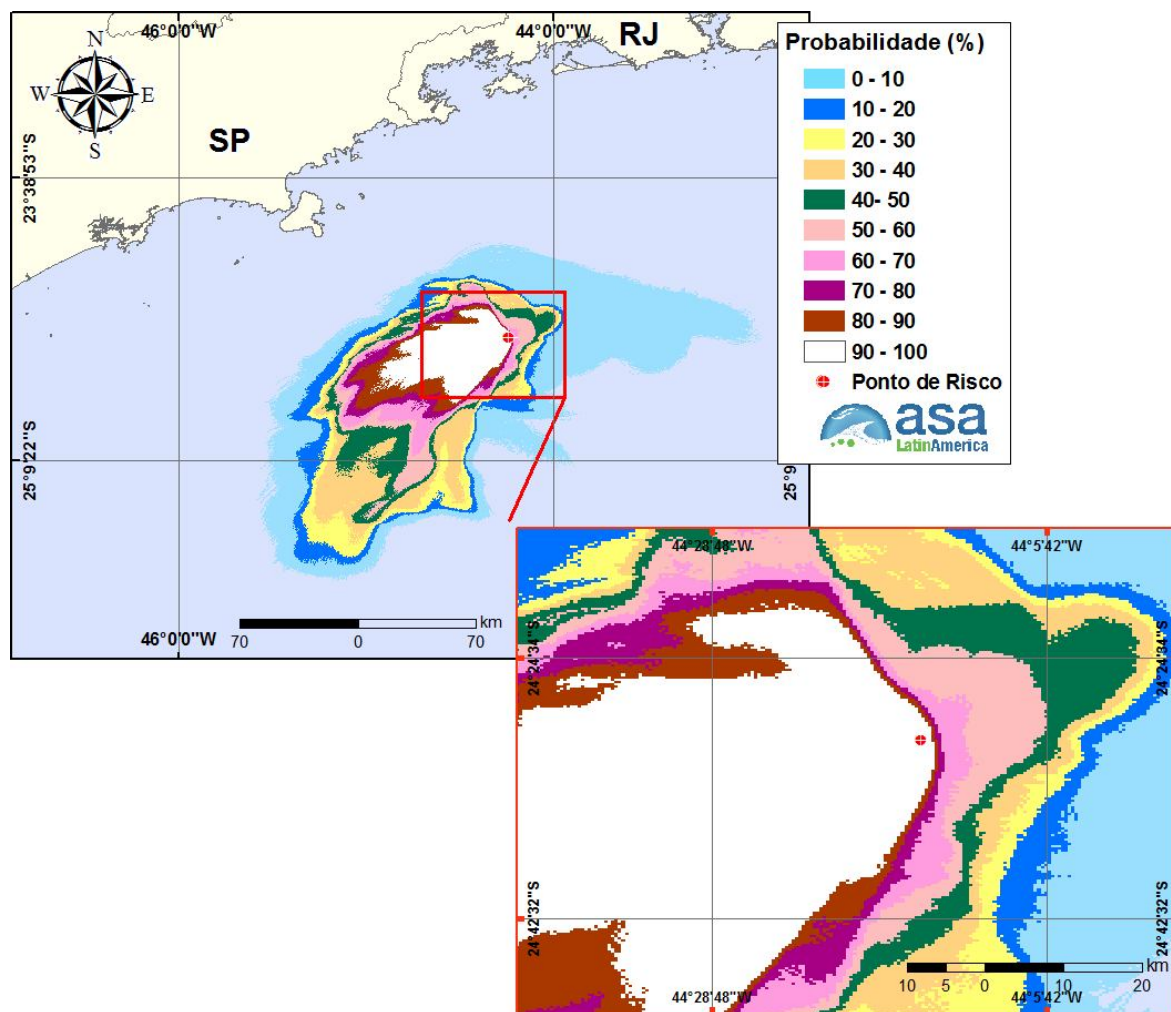 46°0'0"W
44°0'0"W
RJ
N
W
E
S
SP
23°38'53"S
25°9'22"S
25°9
46°0'0"W
70
0
70
km
Probabilidade (%)
0 - 10
10 - 20
20 - 30
30 - 40
40- 50
50 - 60
60 - 70
70 - 80
80 - 90
90 - 100
Ponto de Risco
asa
LatinAmerica
44°28'48"W
44°5'42"W
24°24'34"S
24°24'34"S
24°42'32"S
24°42'32"S
10 5 0 10 20
km
44°28'48"W
44°5'42"W